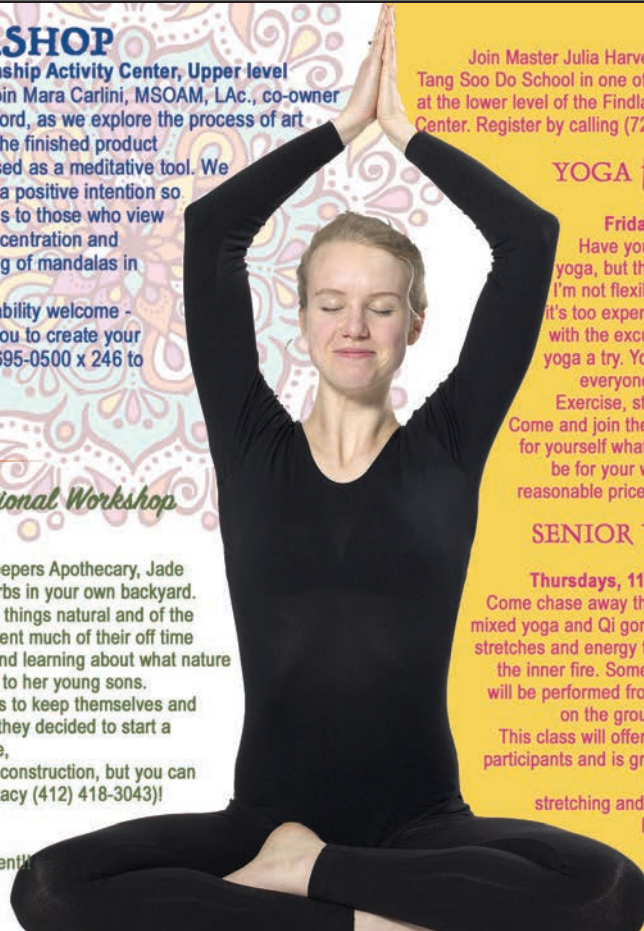 SHOP
ship Activity Center, Upper level
in Mara Carlini, MSOAM, LAc., co-owner
ord, as we explore the process of art
he finished product
sed as a meditative tool. We
a positive intention so
s to those who view
centration and
g of mandalas in
bility welcome -
ou to create your
695-0500 x 246 to
ional Workshop
eepers Apothecary, Jade
rbs in your own backyard.
things natural and of the
ent much of their off time
nd learning about what nature
to her young sons.
s to keep themselves and
they decided to start a
e,
construction, but you can
acy (412) 418-3043)!
ent!!
Join Master Julia Harve
Tang Soo Do School in one of
at the lower level of the Findla
Center. Register by calling (72
YOGA
Frida
Have you
yoga, but th
I'm not flexil
it's too exper
with the excu
yoga a try. Yo
everyone
Exercise, st
Come and join the
for yourself what
be for your
reasonable price
SENIOR
Thursdays, 11
Come chase away th
mixed yoga and Qi gon
stretches and energy
the inner fire. Some
will be performed fro
on the grou
This class will offer
participants and is gr
stretching and